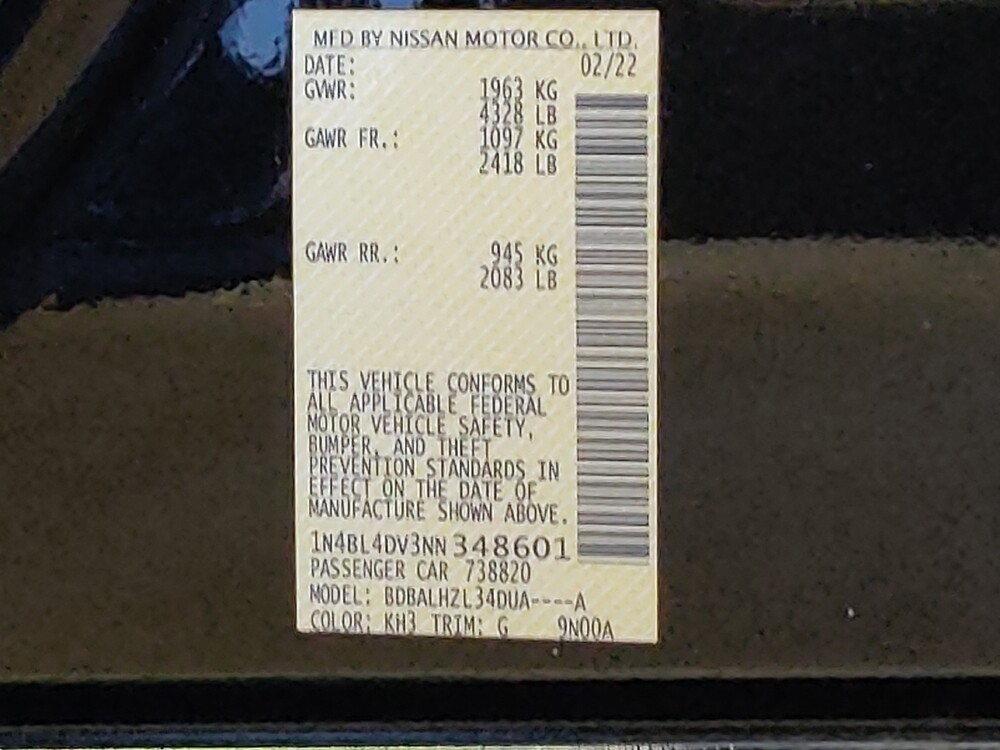 MFD BY NISSAN MOTOR CO., LTD.
DATE: 02/22
GVWR: 1963 KG
4328 LB
GAWR FR.: 1097 KG
2418 LB
GAWR RR.: 945 KG
2083 LB
THIS VEHICLE CONFORMS TO
ALL APPLICABLE FEDERAL
MOTOR VEHICLE SAFETY,
BUMPER, AND THEFT
PREVENTION STANDARDS IN
EFFECT ON THE DATE OF
MANUFACTURE SHOWN ABOVE.
1N4BL4DV3NN348601
PASSENGER CAR 738820
MODEL: BDBALHZL34DUA----A
COLOR: KH3 TRIM: G 9N00A